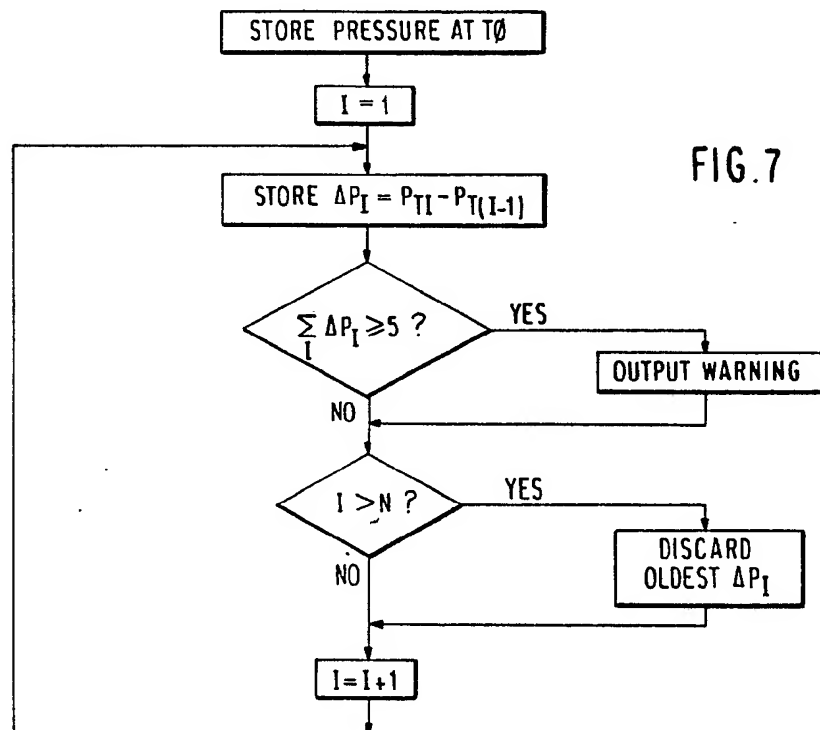 STORE PRESSURE AT TØ
I = 1
FIG.7
STORE ΔP_I = P_TI - P_T(I-1)
∑_I ΔP_I ≥ 5 ?
YES
OUTPUT WARNING
NO
I > N ?
YES
DISCARD
OLDEST ΔP_I
NO
I=I+1